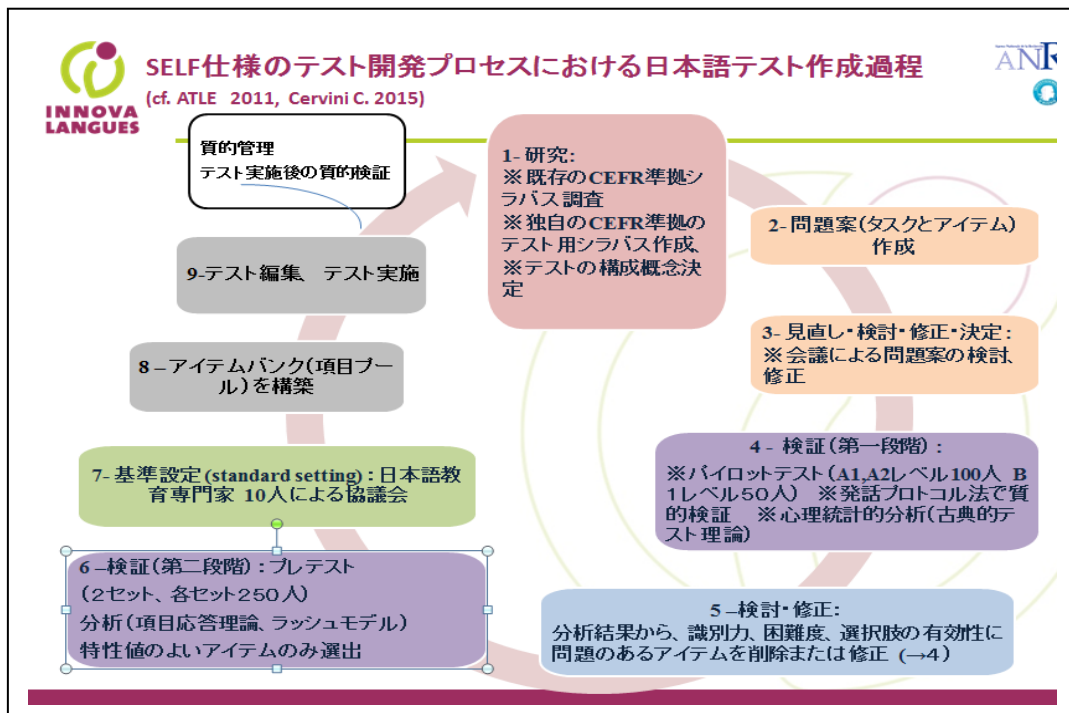 INNOVA
LANGUES
SELF仕様のテスト開発プロセスにおける日本語テスト作成過程
(cf. ATLE 2011, Cervini C. 2015)
ANR
質的管理
テスト実施後の質的検証
1- 研究:
※既存のCEFR準拠シ
ラバス調査
※独自のCEFR準拠の
テスト用シラバス作成、
※テストの構成概念決
定
2- 問題案(タスクとアイテム)
作成
3- 見直し・検討・修正・決定:
※会議による問題案の検討、
修正
4 - 検証(第一段階):
※パイロットテスト(A1,A2レベル100人 B
1レベル50人) ※発話プロトコル法で質
的検証 ※心理統計的分析(古典的テ
スト理論)
5 –検討・修正:
分析結果から、識別力、困難度、選択肢の有効性に
問題のあるアイテムを削除または修正 (→4)
6 –検証(第二段階):プレテスト
(2セット、各セット250人)
分析(項目応答理論、ラッシュモデル)
特性値のよいアイテムのみ選出
7- 基準設定(standard setting):日本語教
育専門家 10人による協議会
8 –アイテムバンク(項目プー
ル)を構築
9-テスト編集、 テスト実施